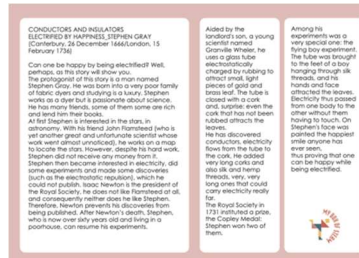 CONDUCTORS AND INSULATORS
ELECTRIFIED BY HAPPINESS_STEPHEN GRAY
(Canterbury, 26 December 1666/London, 15
February 1736)
Can one be happy by being electrified? Well,
perhaps, as this story will show you.
The protagonist of this story is a man named
Stephen Gray. He was born into a very poor family
of fabric dyers and studying is a luxury. Stephen
works as a dyer but is passionate about science.
He has many friends, some of them some are rich
and lend him their books.
At first Stephen is interested in the stars, in
astronomy. With his friend John Flamsteed (who is
yet another great and unfortunate scientist whose
work went almost unnoticed), he works on a map
to locate the stars. However, despite his hard work,
Stephen did not receive any money from it.
Stephen then became interested in electricity, did
some experiments and made some discoveries
(such as the electrostatic repulsion), which he
could not publish. Isaac Newton is president of
the Royal Society, he does not like Flamsteed at all,
and consequently neither does he like Stephen.
Therefore, Newton prevents his discoveries from
being published. After Newton's death, Stephen,
who is now over sixty years old and living in a
poorhouse, can resume his experiments.
Aided by the
landlord's son, a young
scientist named
Granville Wheler, he
uses a glass tube
electrostatically
charged by rubbing to
attract small, light
pieces of gold and
brass leaf. The tube is
closed with a cork
and, surprise: even the
cork that has not been
rubbed attracts the
leaves.
He has discovered
conductors, electricity
flows from the tube to
the cork. He added
very long corks and
also silk and hemp
threads, very, very
long ones that could
carry electricity really
far.
The Royal Society in
1731 instituted a prize,
the Copley Medal:
Stephen won two of
them.
Among his
experiments was a
very special one: the
flying boy experiment.
The tube was brought
to the feet of a boy
hanging through silk
threads, and his
hands and face
attracted the leaves.
Electricity thus passed
from one body to the
other without them
having to touch. On
Stephen's face was
painted the happiest
smile anyone has
ever seen,
thus proving that one
can be happy while
being electrified.